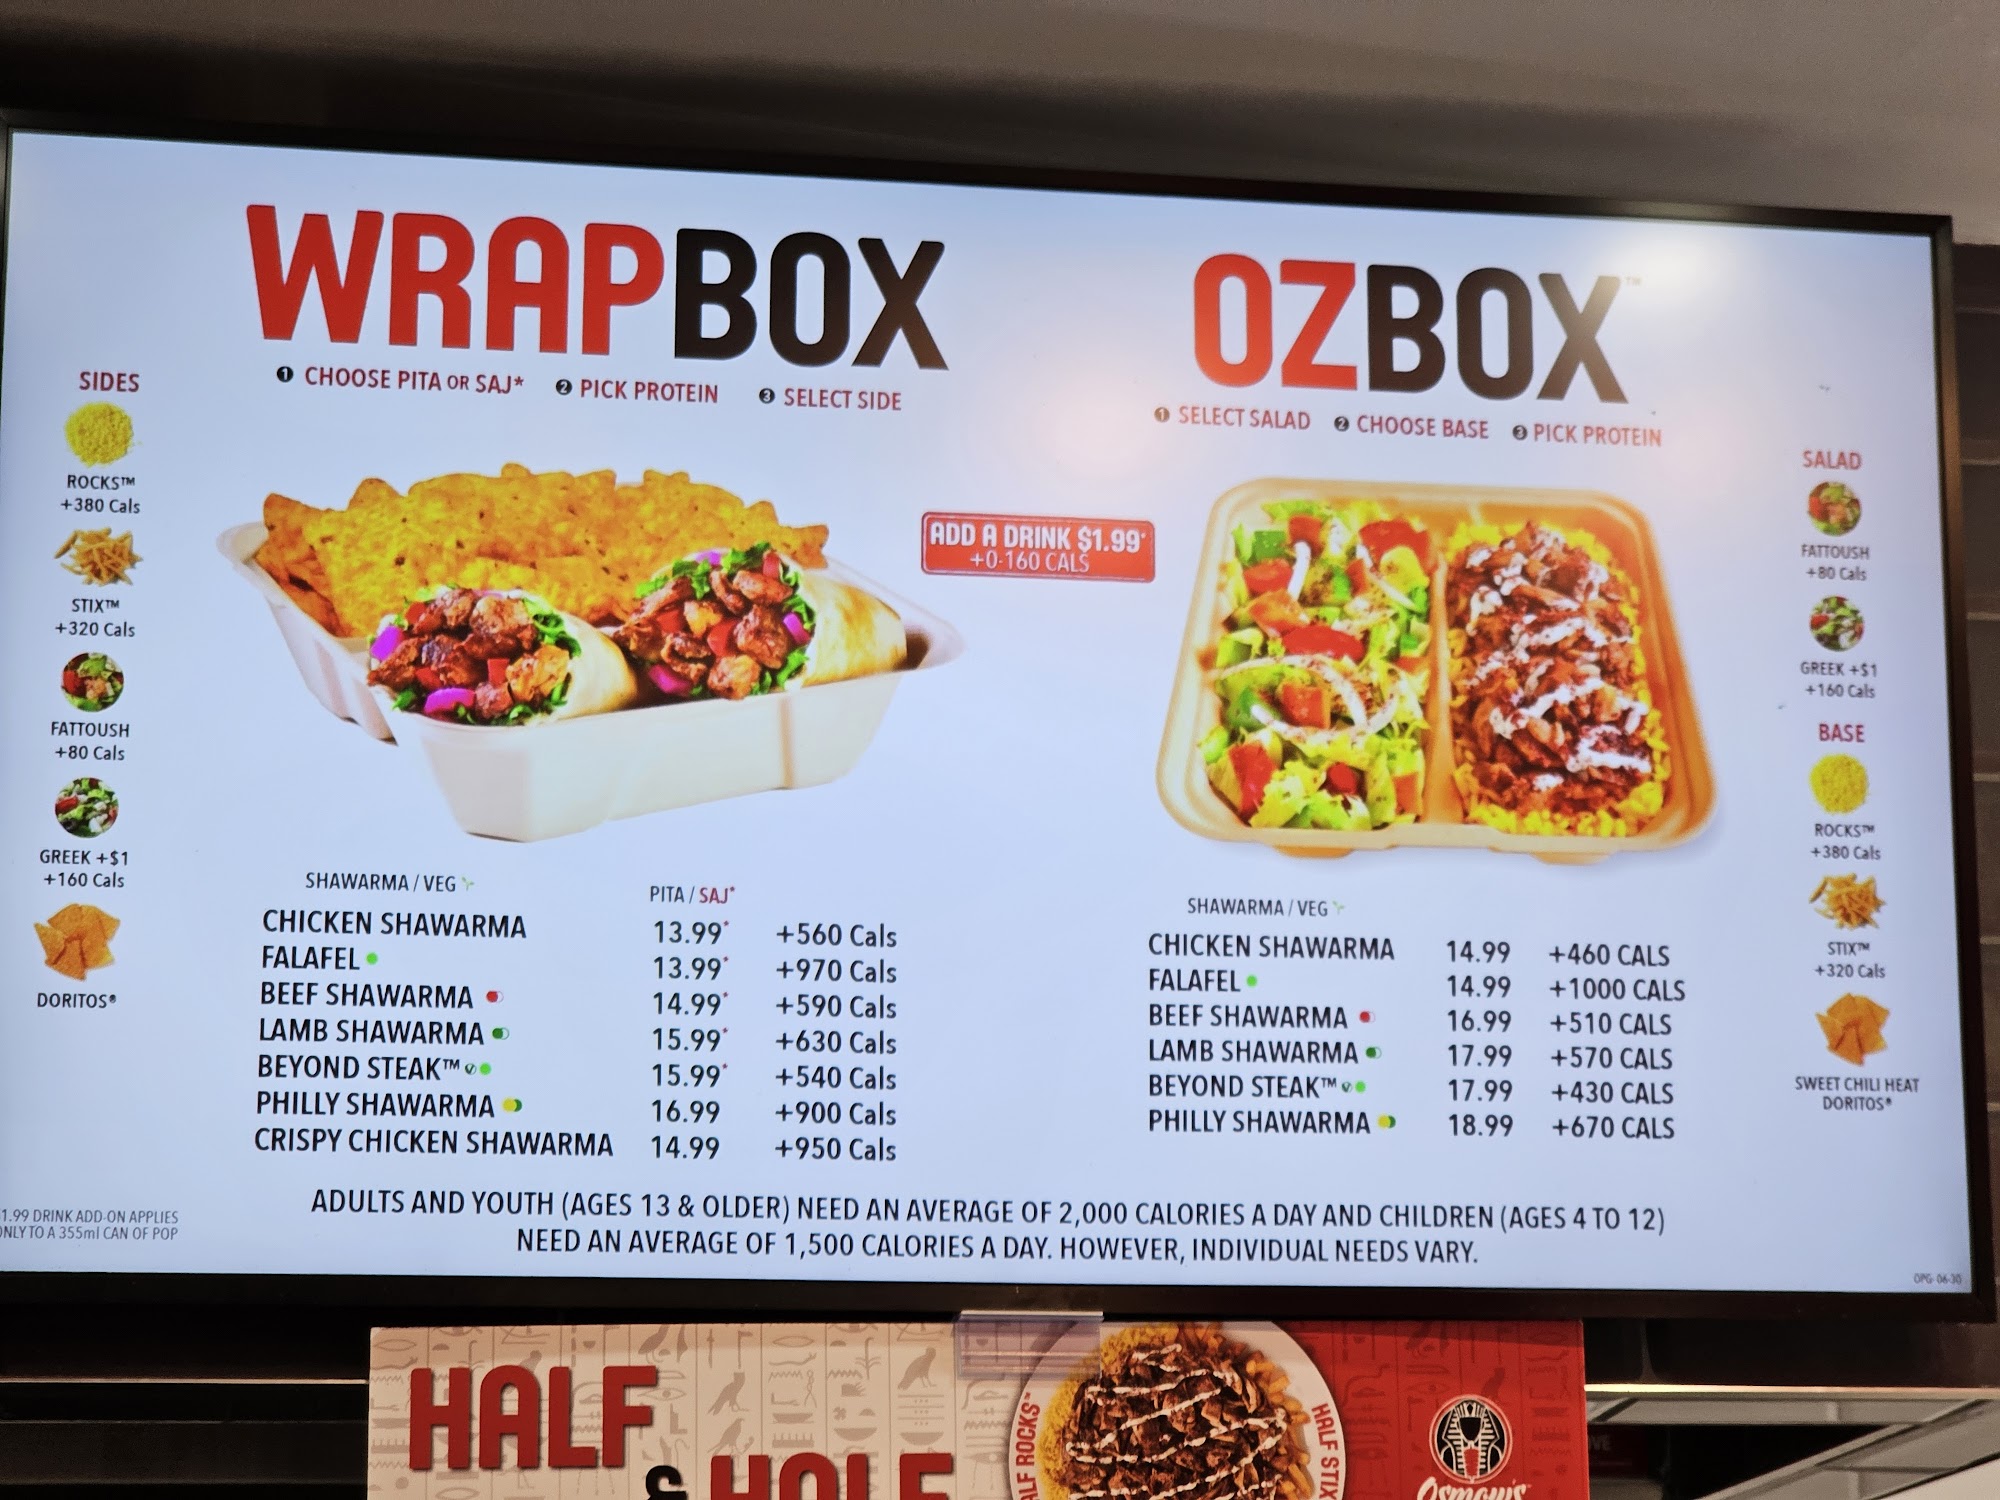 WRAPBOX
❶ CHOOSE PITA OR SAJ* ❷ PICK PROTEIN ❸ SELECT SIDE
SIDES
ROCKS™
+380 Cals
STIX™
+320 Cals
FATTOUSH
+80 Cals
GREEK +$1
+160 Cals
DORITOS®
ADD A DRINK $1.99*
+0-160 CALS
SHAWARMA / VEG
PITA / SAJ*
CHICKEN SHAWARMA 13.99* +560 Cals
FALAFEL 13.99* +970 Cals
BEEF SHAWARMA 14.99* +590 Cals
LAMB SHAWARMA 15.99* +630 Cals
BEYOND STEAK™ 15.99* +540 Cals
PHILLY SHAWARMA 16.99 +900 Cals
CRISPY CHICKEN SHAWARMA 14.99 +950 Cals
OZBOX™
❶ SELECT SALAD ❷ CHOOSE BASE ❸ PICK PROTEIN
SALAD
FATTOUSH
+80 Cals
GREEK +$1
+160 Cals
BASE
ROCKS™
+380 Cals
STIX™
+320 Cals
SWEET CHILI HEAT
DORITOS®
SHAWARMA / VEG
CHICKEN SHAWARMA 14.99 +460 CALS
FALAFEL 14.99 +1000 CALS
BEEF SHAWARMA 16.99 +510 CALS
LAMB SHAWARMA 17.99 +570 CALS
BEYOND STEAK™ 17.99 +430 CALS
PHILLY SHAWARMA 18.99 +670 CALS
1.99 DRINK ADD-ON APPLIES
ONLY TO A 355ml CAN OF POP
ADULTS AND YOUTH (AGES 13 & OLDER) NEED AN AVERAGE OF 2,000 CALORIES A DAY AND CHILDREN (AGES 4 TO 12)
NEED AN AVERAGE OF 1,500 CALORIES A DAY. HOWEVER, INDIVIDUAL NEEDS VARY.
OPG- 06-30
HALF
& HALF
HALF ROCKS™
HALF STIX
Osmow's